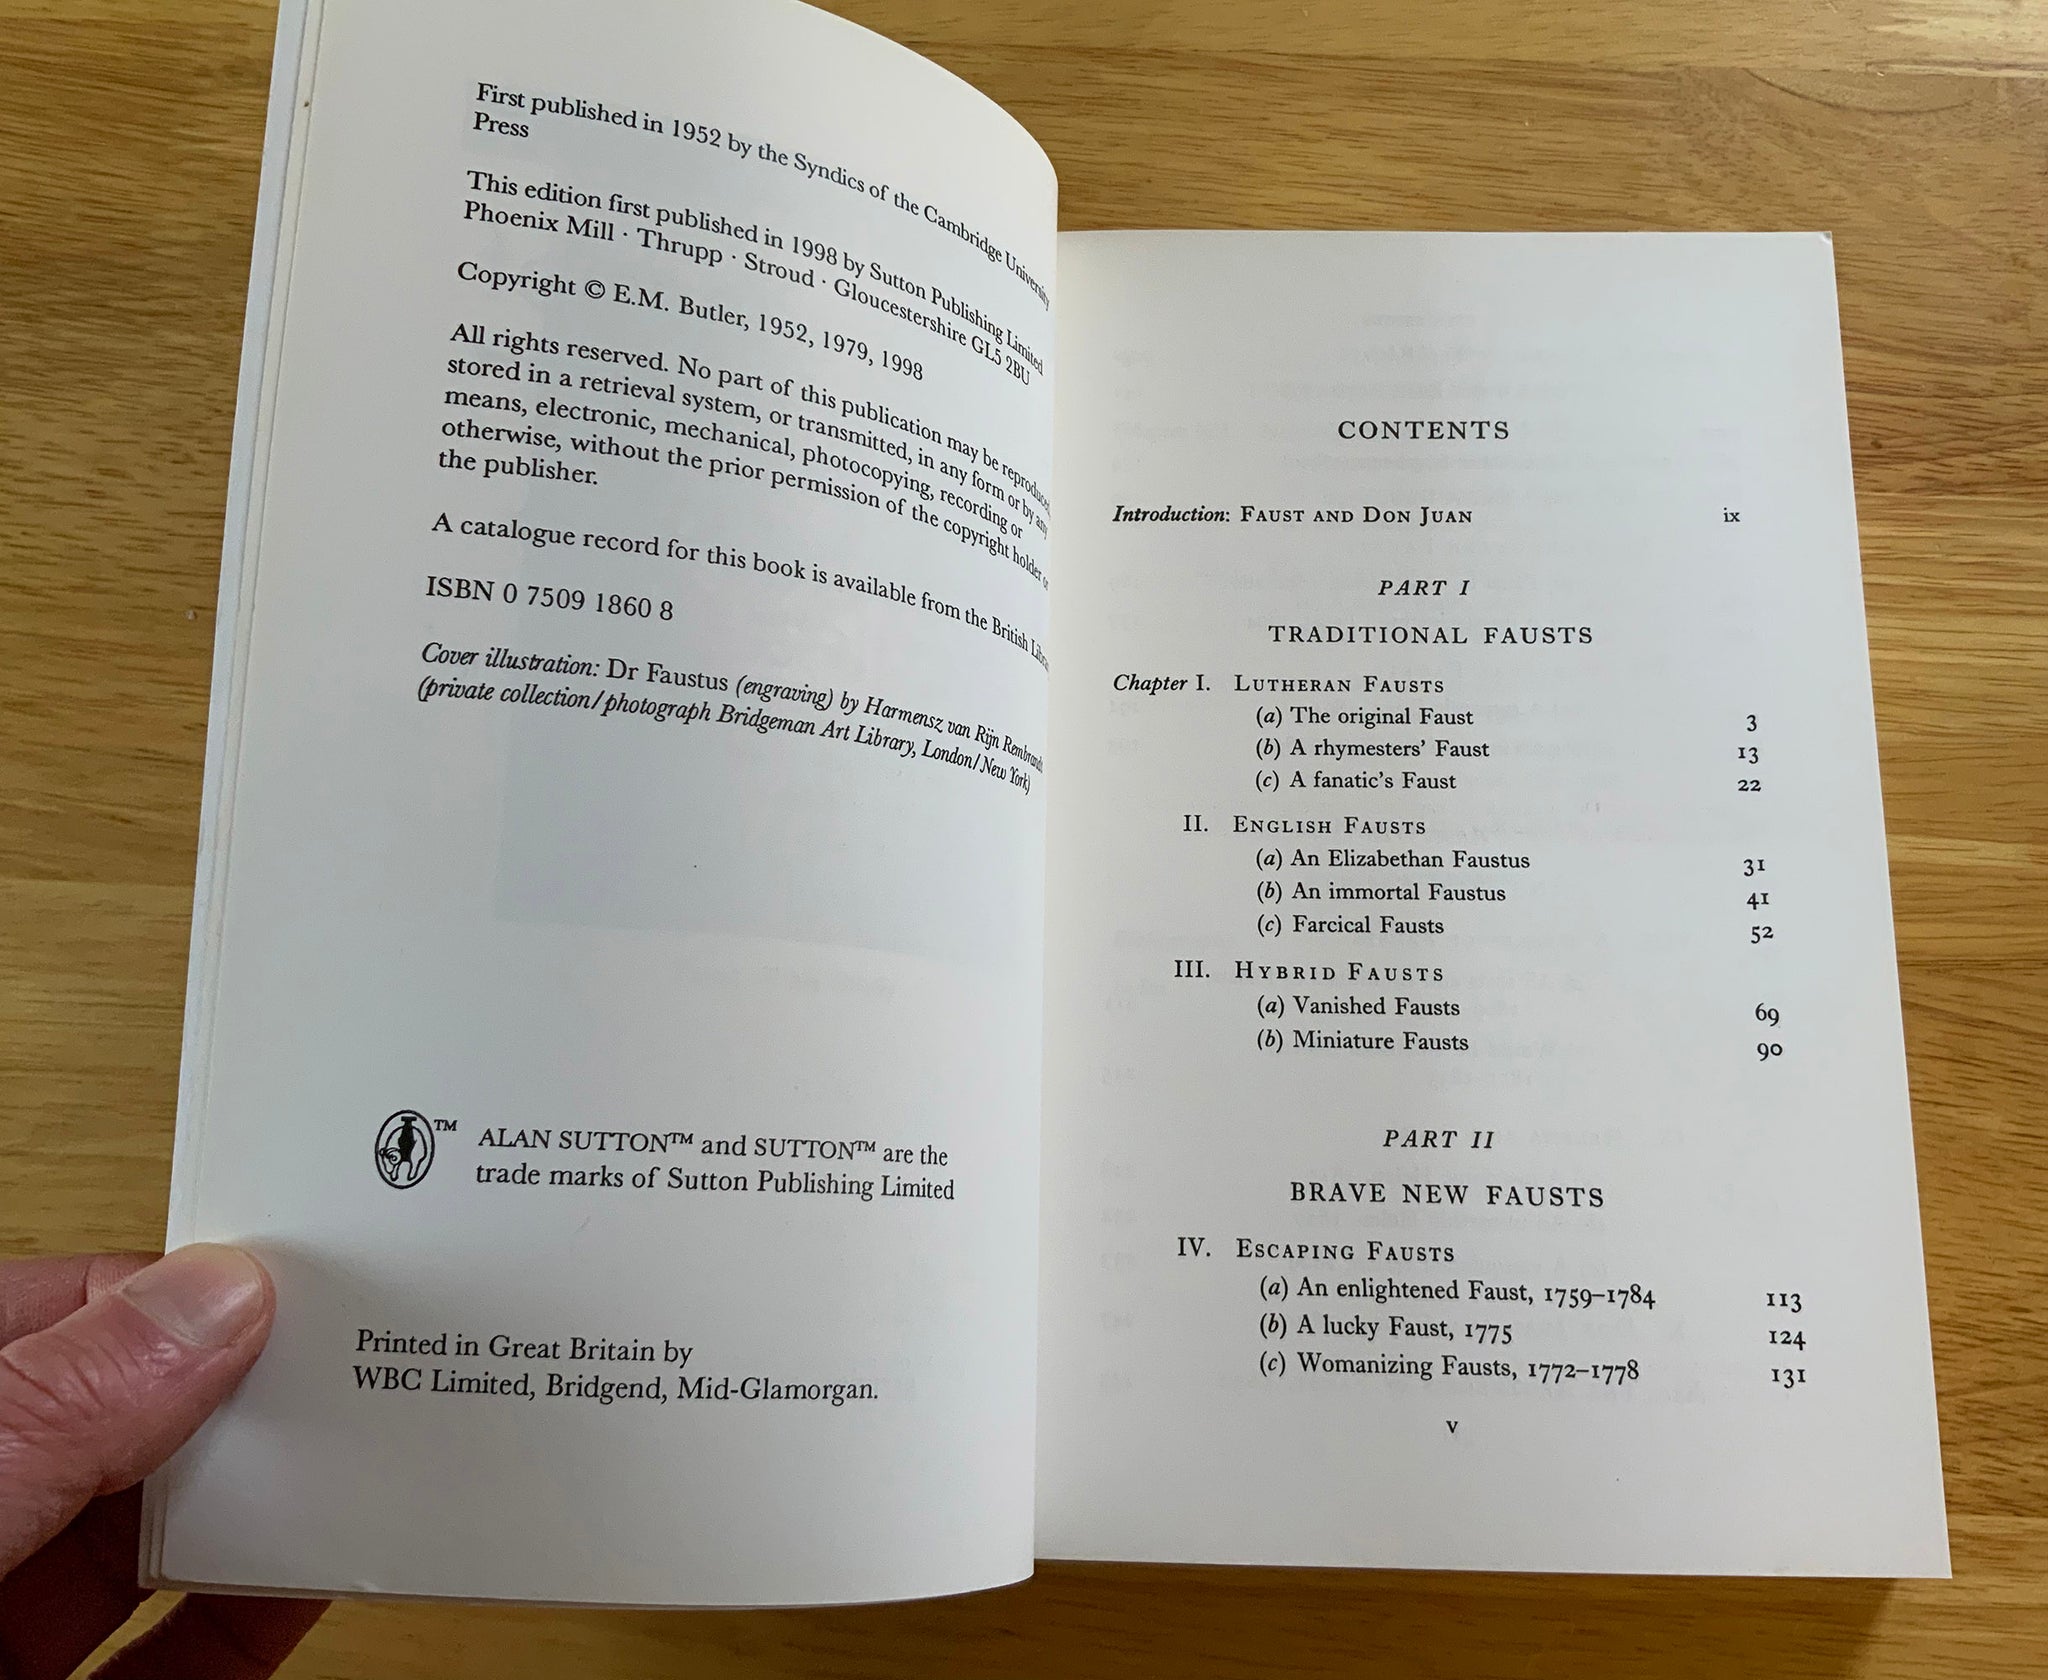 First published in 1952 by the Syndics of the Cambridge University
Press
This edition first published in 1998 by Sutton Publishing Limited
Phoenix Mill · Thrupp · Stroud · Gloucestershire GL5 2BU
Copyright © E.M. Butler, 1952, 1979, 1998
All rights reserved. No part of this publication may be reproduced,
stored in a retrieval system, or transmitted, in any form or by any
means, electronic, mechanical, photocopying, recording or
otherwise, without the prior permission of the copyright holder or
the publisher.
A catalogue record for this book is available from the British
ISBN 0 7509 1860 8
Cover illustration: Dr Faustus (engraving) by Harmensz van Rijn Rembrandt
(private collection/photograph Bridgeman Art Library, London/New York)
TM
ALAN SUTTON™ and SUTTON™ are the
trade marks of Sutton Publishing Limited
Printed in Great Britain by
WBC Limited, Bridgend, Mid-Glamorgan.
CONTENTS
Introduction: FAUST AND DON JUAN ix
PART I
TRADITIONAL FAUSTS
Chapter I. LUTHERAN FAUSTS
(a) The original Faust 3
(b) A rhymesters' Faust 13
(c) A fanatic's Faust 22
II. ENGLISH FAUSTS
(a) An Elizabethan Faustus 31
(b) An immortal Faustus 41
(c) Farcical Fausts 52
III. HYBRID FAUSTS
(a) Vanished Fausts 69
(b) Miniature Fausts 90
PART II
BRAVE NEW FAUSTS
IV. ESCAPING FAUSTS
(a) An enlightened Faust, 1759–1784 113
(b) A lucky Faust, 1775 124
(c) Womanizing Fausts, 1772–1778 131
v